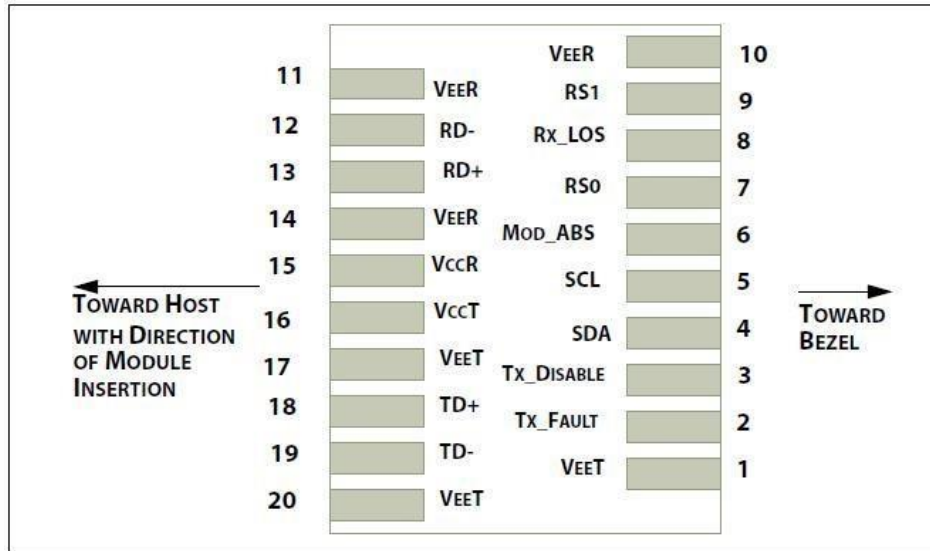 11 VEER
12 RD-
13 RD+
14 VEER
15 VCCR
16 VCCT
17 VEET
18 TD+
19 TD-
20 VEET
VEER 10
RS1 9
RX_LOS 8
RS0 7
MOD_ABS 6
SCL 5
SDA 4
TX_DISABLE 3
TX_FAULT 2
VEET 1
TOWARD HOST
WITH DIRECTION
OF MODULE
INSERTION
TOWARD
BEZEL